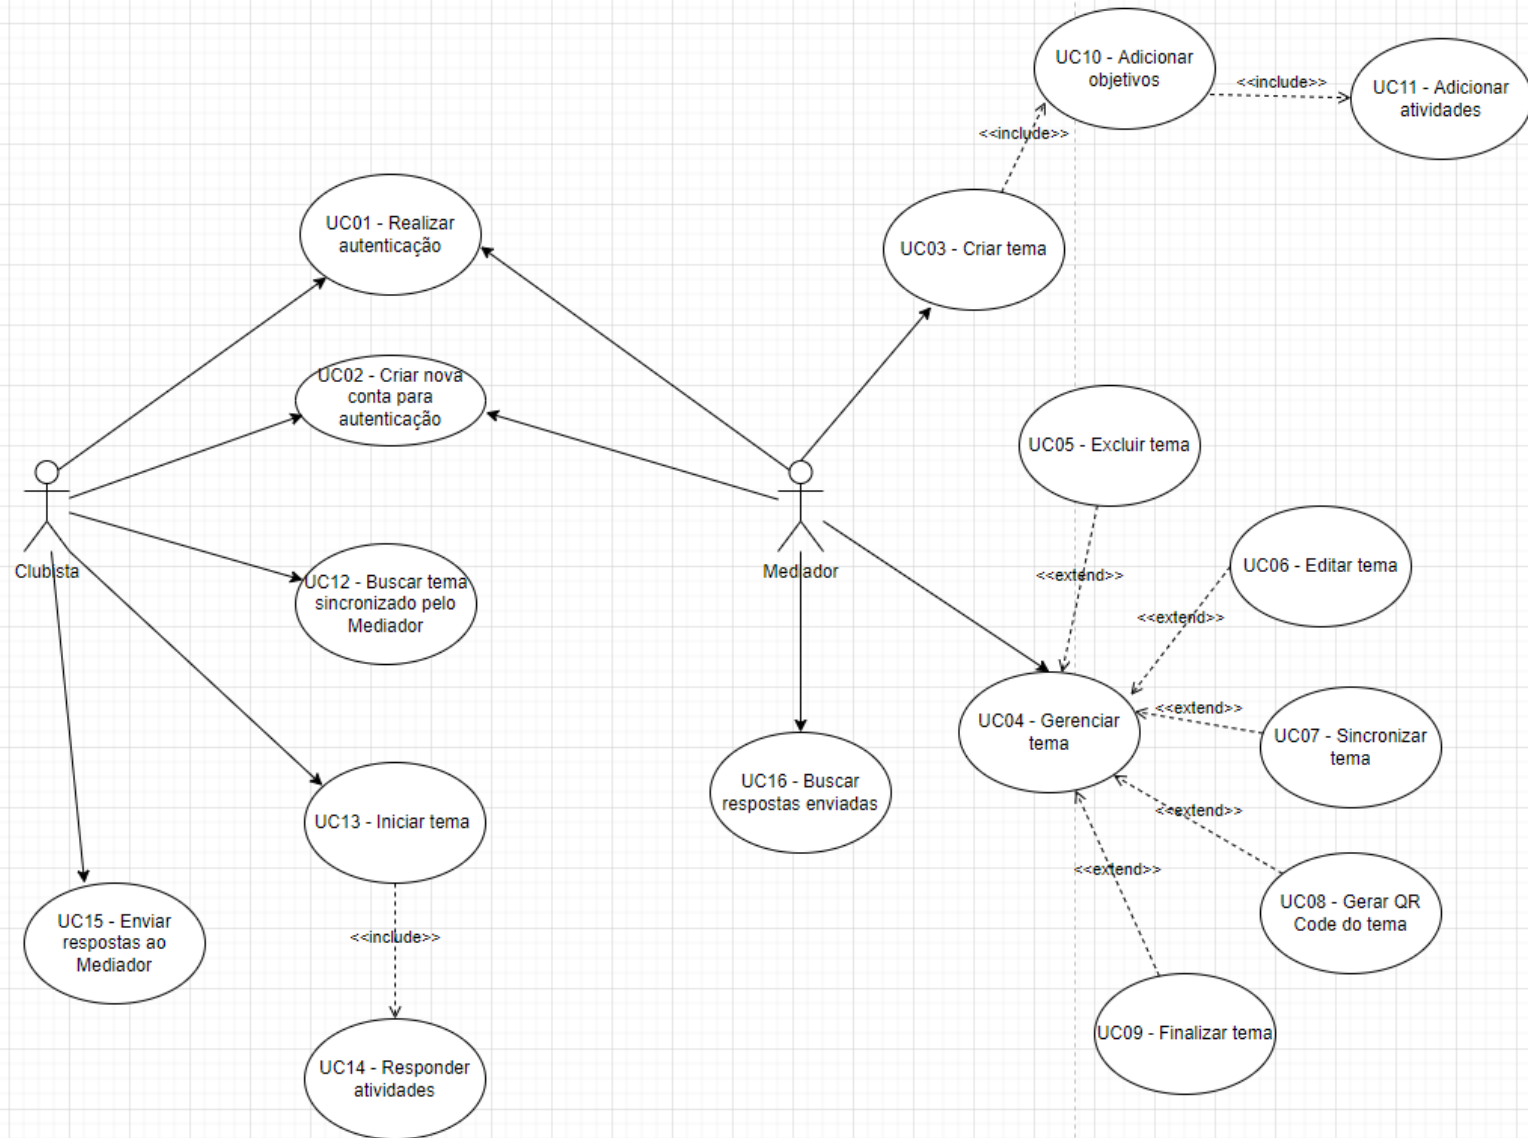 UC10 - Adicionar
objetivos
<<include>>
UC11 - Adicionar
atividades
<<include>>
UC01 - Realizar
autenticação
UC03 - Criar tema
UC02 - Criar nova
conta para
autenticação
UC05 - Excluir tema
Clubista
Mediador
<<extend>>
UC06 - Editar tema
<<extend>>
UC12 - Buscar tema
sincronizado pelo
Mediador
UC04 - Gerenciar
tema
<<extend>>
UC07 - Sincronizar
tema
UC16 - Buscar
respostas enviadas
UC13 - Iniciar tema
<<extend>>
<<extend>>
UC08 - Gerar QR
Code do tema
UC15 - Enviar
respostas ao
Mediador
<<include>>
UC09 - Finalizar tema
UC14 - Responder
atividades